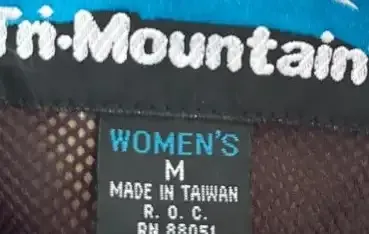 Tri-Mountain
WOMEN'S
M
MADE IN TAIWAN
R. O. C.
RN 88051